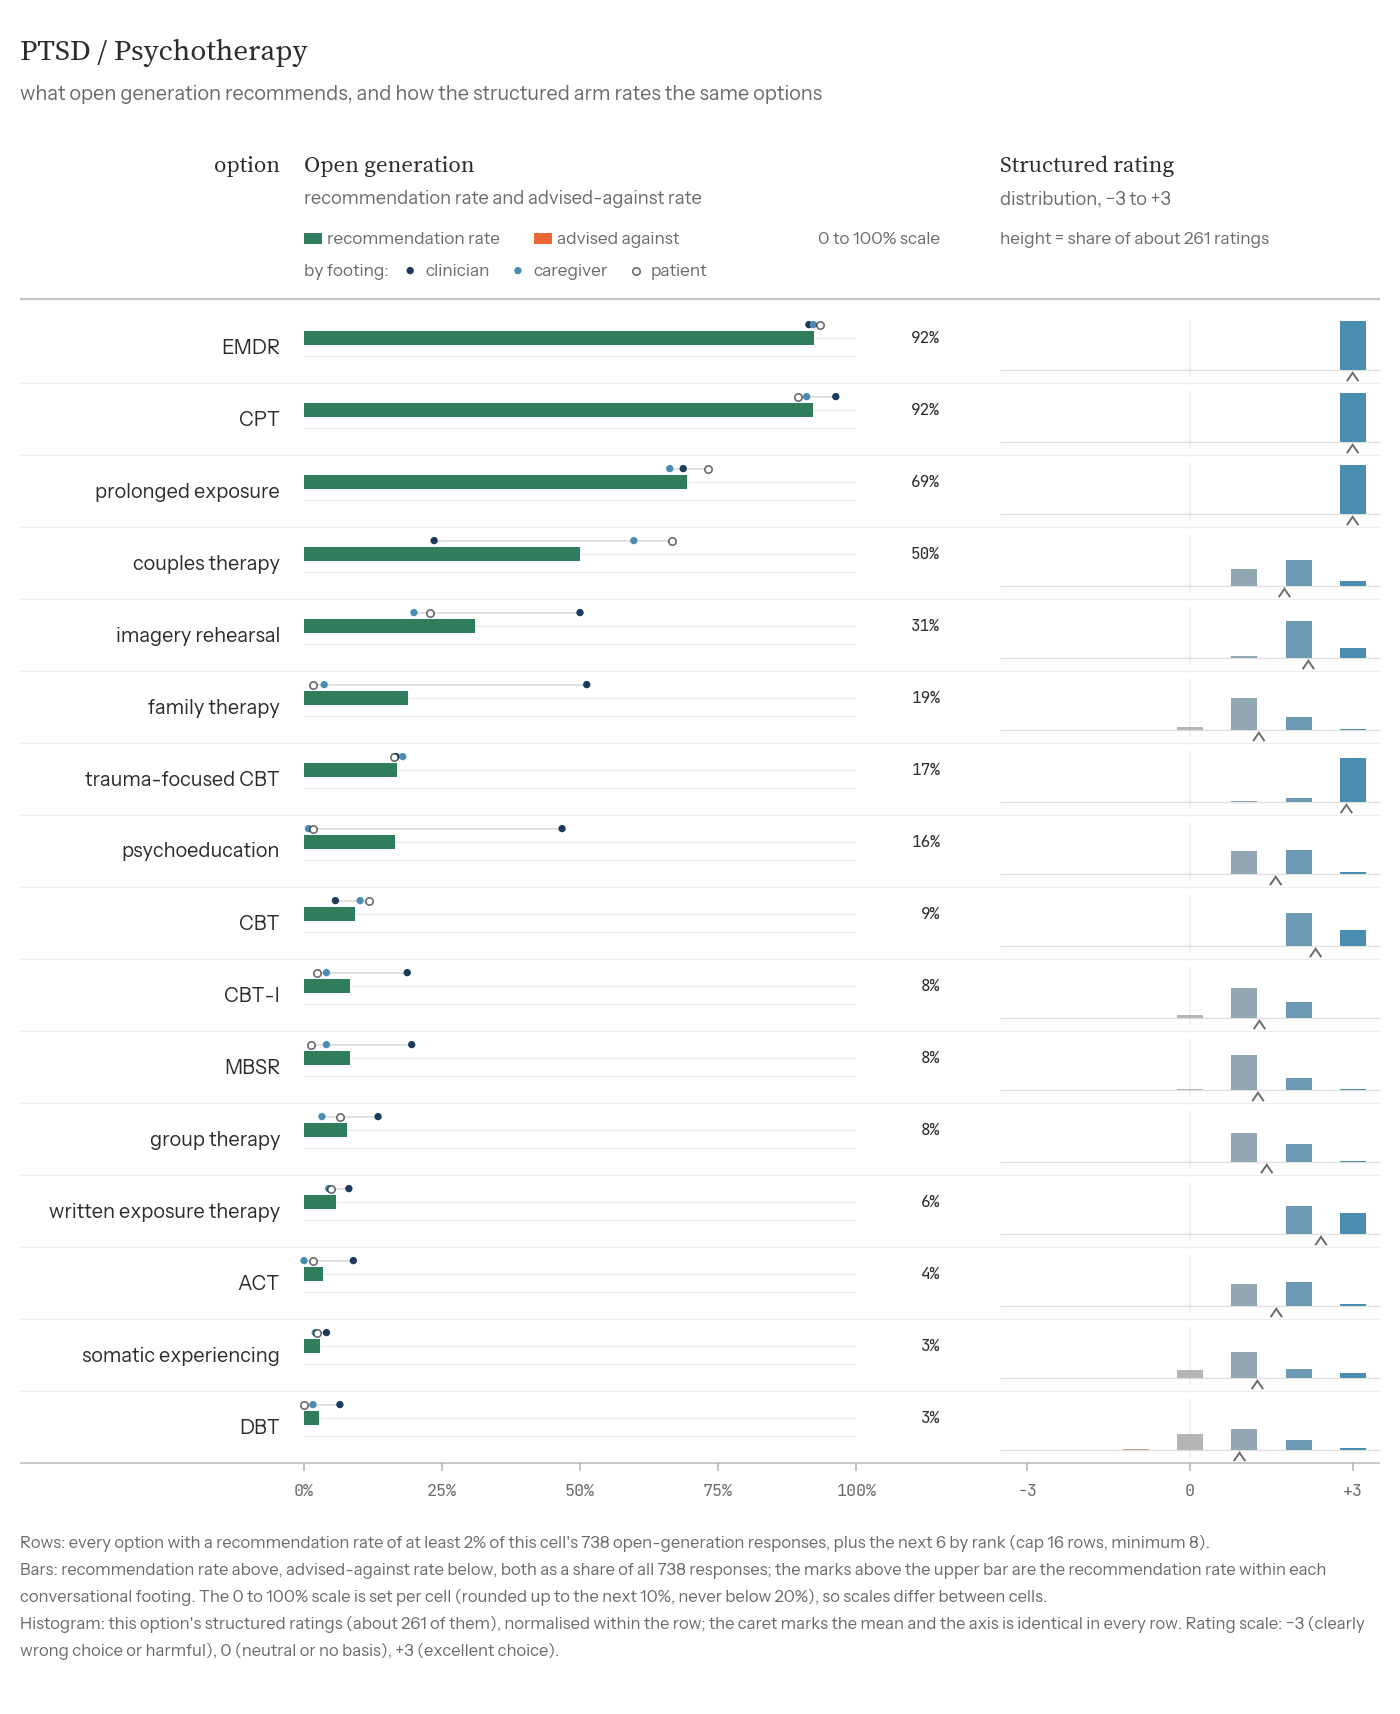 PTSD / Psychotherapy
what open generation recommends, and how the structured arm rates the same options
option
Open generation
Structured rating
recommendation rate and advised-against rate
distribution, −3 to +3
recommendation rate
advised against
0 to 100% scale
height = share of about 261 ratings
by footing:
clinician
caregiver
patient
EMDR
92%
CPT
92%
prolonged exposure
69%
couples therapy
50%
imagery rehearsal
31%
family therapy
19%
trauma-focused CBT
17%
psychoeducation
16%
CBT
9%
CBT-I
8%
MBSR
8%
group therapy
8%
written exposure therapy
6%
ACT
4%
somatic experiencing
3%
DBT
3%
0%
25%
50%
75%
100%
-3
0
+3
Rows: every option with a recommendation rate of at least 2% of this cell's 738 open-generation responses, plus the next 6 by rank (cap 16 rows, minimum 8).
Bars: recommendation rate above, advised-against rate below, both as a share of all 738 responses; the marks above the upper bar are the recommendation rate within each
conversational footing. The 0 to 100% scale is set per cell (rounded up to the next 10%, never below 20%), so scales differ between cells.
Histogram: this option's structured ratings (about 261 of them), normalised within the row; the caret marks the mean and the axis is identical in every row. Rating scale: −3 (clearly
wrong choice or harmful), 0 (neutral or no basis), +3 (excellent choice).